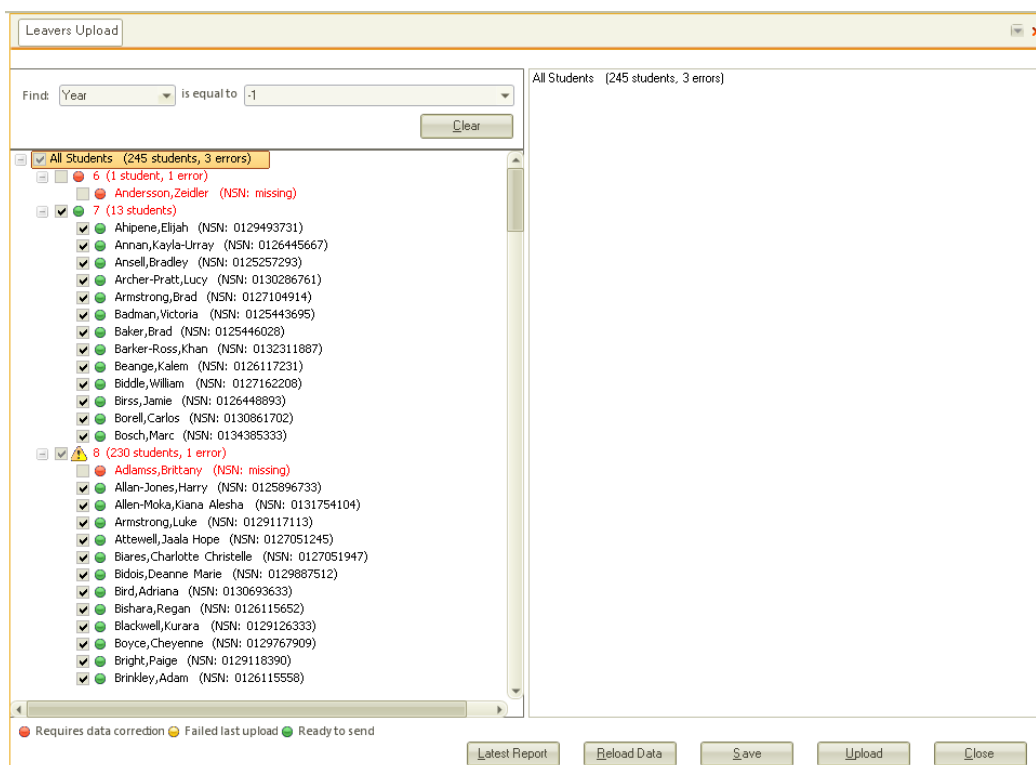 Leavers Upload
Find: Year is equal to -1
Clear
All Students (245 students, 3 errors)
6 (1 student, 1 error)
Andersson,Zeidler (NSN: missing)
7 (13 students)
Ahipene,Elijah (NSN: 0129493731)
Annan,Kayla-Urray (NSN: 0126445667)
Ansell,Bradley (NSN: 0125257293)
Archer-Pratt,Lucy (NSN: 0130286761)
Armstrong,Brad (NSN: 0127104914)
Badman,Victoria (NSN: 0125443695)
Baker,Brad (NSN: 0125446028)
Barker-Ross,Khan (NSN: 0132311887)
Beange,Kalem (NSN: 0126117231)
Biddle,William (NSN: 0127162208)
Birss,Jamie (NSN: 0126448893)
Borell,Carlos (NSN: 0130861702)
Bosch,Marc (NSN: 0134385333)
8 (230 students, 1 error)
Adlamss,Brittany (NSN: missing)
Allan-Jones,Harry (NSN: 0125896733)
Allen-Moka,Kiana Alesha (NSN: 0131754104)
Armstrong,Luke (NSN: 0129117113)
Attewell,Jaala Hope (NSN: 0127051245)
Biares,Charlotte Christelle (NSN: 0127051947)
Bidois,Deanne Marie (NSN: 0129887512)
Bird,Adriana (NSN: 0130693633)
Bishara,Regan (NSN: 0126115652)
Blackwell,Kurara (NSN: 0129126333)
Boyce,Cheyenne (NSN: 0129767909)
Bright,Paige (NSN: 0129118390)
Brinkley,Adam (NSN: 0126115558)
All Students (245 students, 3 errors)
Requires data correction Failed last upload Ready to send
Latest Report Reload Data Save Upload Close